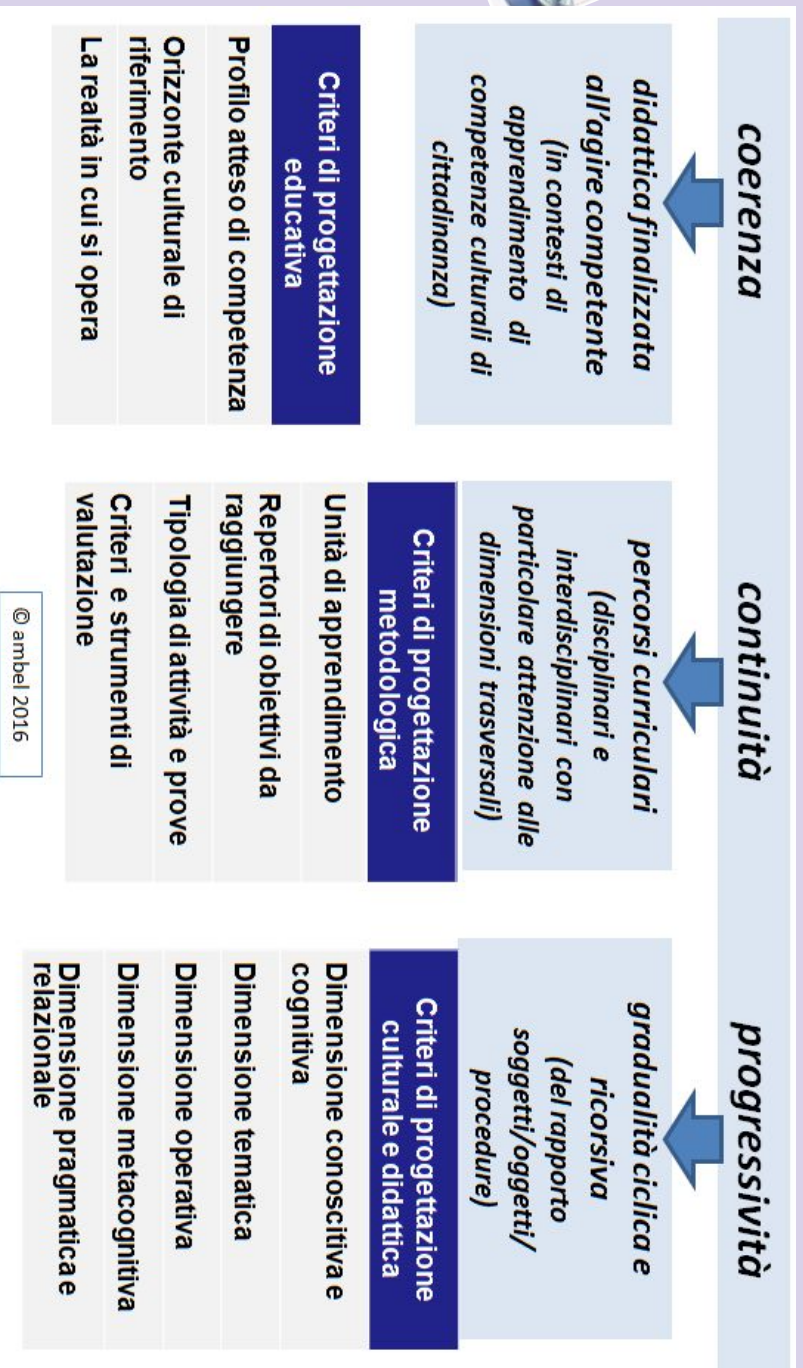 coerenza
continuità
progressività
didattica finalizzata
all’agire competente
(in contesti di
apprendimento di
competenze culturali di
cittadinanza)
Criteri di progettazione
educativa
Profilo atteso di competenza
Orizzonte culturale di
riferimento
La realtà in cui si opera
percorsi curriculari
(disciplinari e
interdisciplinari con
particolare attenzione alle
dimensioni trasversali)
Criteri di progettazione
metodologica
Unità di apprendimento
Repertori di obiettivi da
raggiungere
Tipologia di attività e prove
Criteri e strumenti di
valutazione
gradualità ciclica e
ricorsiva
(del rapporto
soggetti/oggetti/
procedure)
Criteri di progettazione
culturale e didattica
Dimensione conoscitiva e
cognitiva
Dimensione tematica
Dimensione operativa
Dimensione metacognitiva
Dimensione pragmatica e
relazionale
© ambel 2016